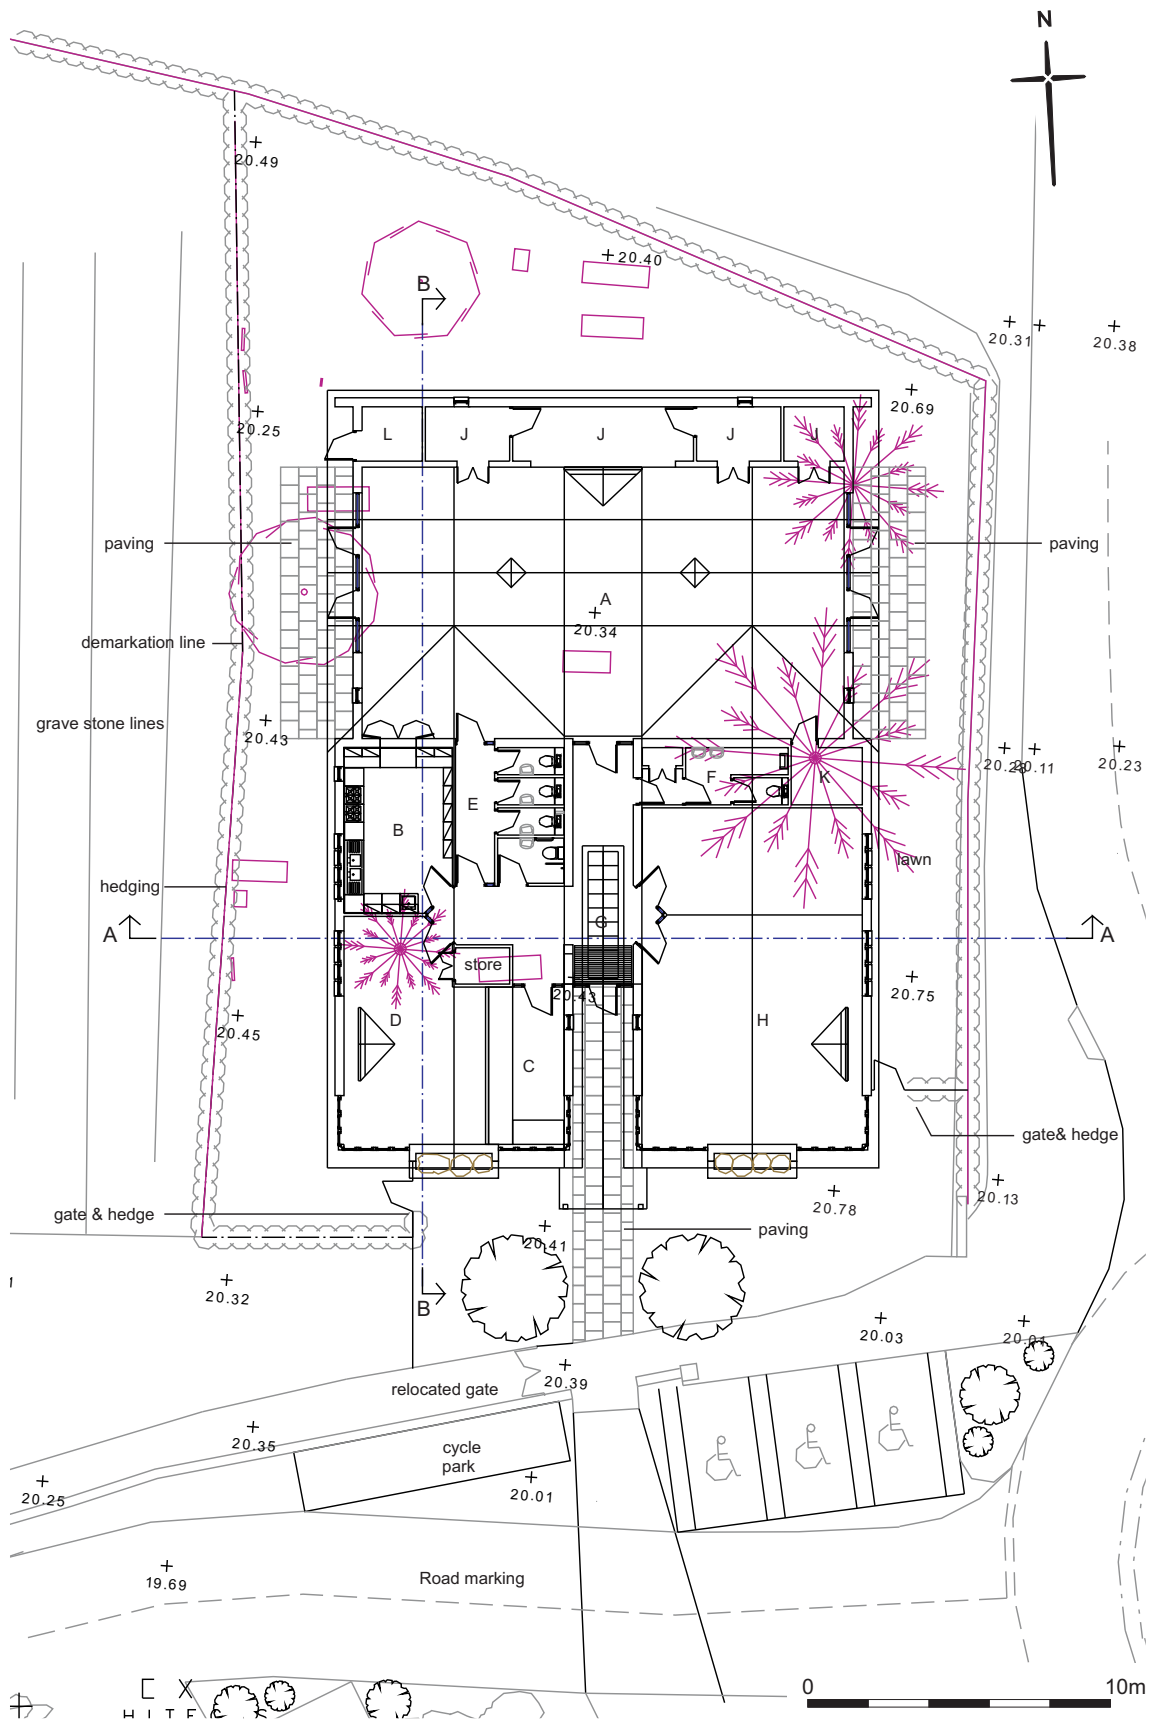 N
20.49
20.40
B
20.31
20.38
20.69
20.25
L
J
J
J
J
paving
paving
A
20.34
demarkation line
grave stone lines
20.43
20.11
20.23
F
K
E
B
lawn
hedging
G
A
A
store
20.43
20.75
D
H
20.45
C
gate& hedge
20.13
20.78
gate & hedge
paving
20.41
20.32
B
20.03
20.01
20.39
relocated gate
20.35
cycle
park
20.25
20.01
19.69
Road marking
0
10m